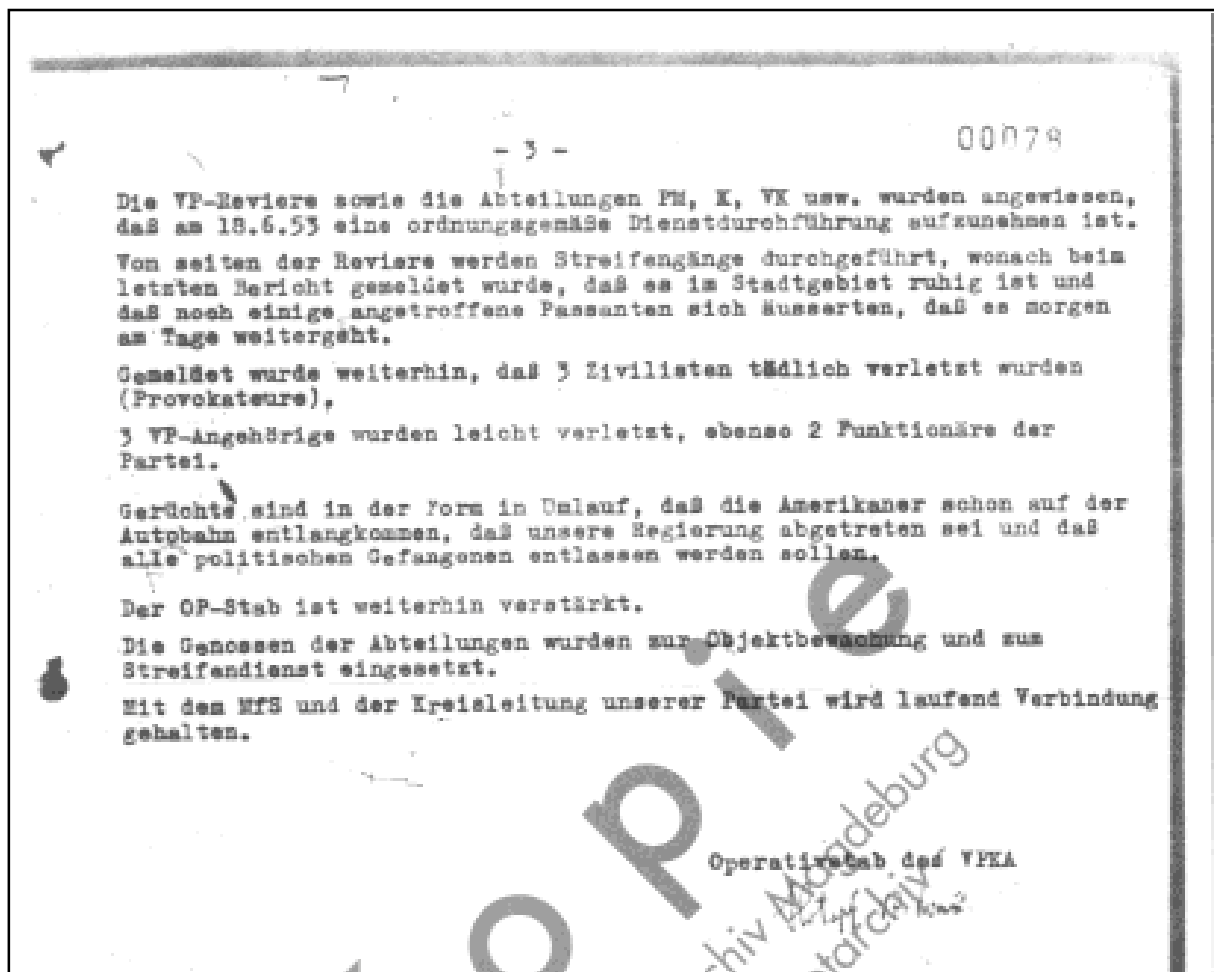 - 3 -
00079
Die VP-Reviere sowie die Abteilungen PM, K, VK usw. wurden angewiesen,
daß am 18.6.53 eine ordnungsgemäße Dienstdurchführung aufzunehmen ist.
Von seiten der Reviere werden Streifengänge durchgeführt, wonach beim
letzten Bericht gemeldet wurde, daß es im Stadtgebiet ruhig ist und
daß noch einige angetroffene Passanten sich äusserten, daß es morgen
am Tage weitergeht.
Gemeldet wurde weiterhin, daß 3 Zivilisten tödlich verletzt wurden
(Provokateure),
3 VP-Angehörige wurden leicht verletzt, ebenso 2 Funktionäre der
Partei.
Gerüchte sind in der Form in Umlauf, daß die Amerikaner schon auf der
Autobahn entlangkommen, daß unsere Regierung abgetreten sei und daß
alle politischen Gefangenen entlassen werden sollen.
Der OP-Stab ist weiterhin verstärkt.
Die Genossen der Abteilungen wurden zur Objektbewachung und zum
Streifendienst eingesetzt.
Mit dem MfS und der Kreisleitung unserer Partei wird laufend Verbindung
gehalten.
Operativstab des VPKA
opie
Magdeburg